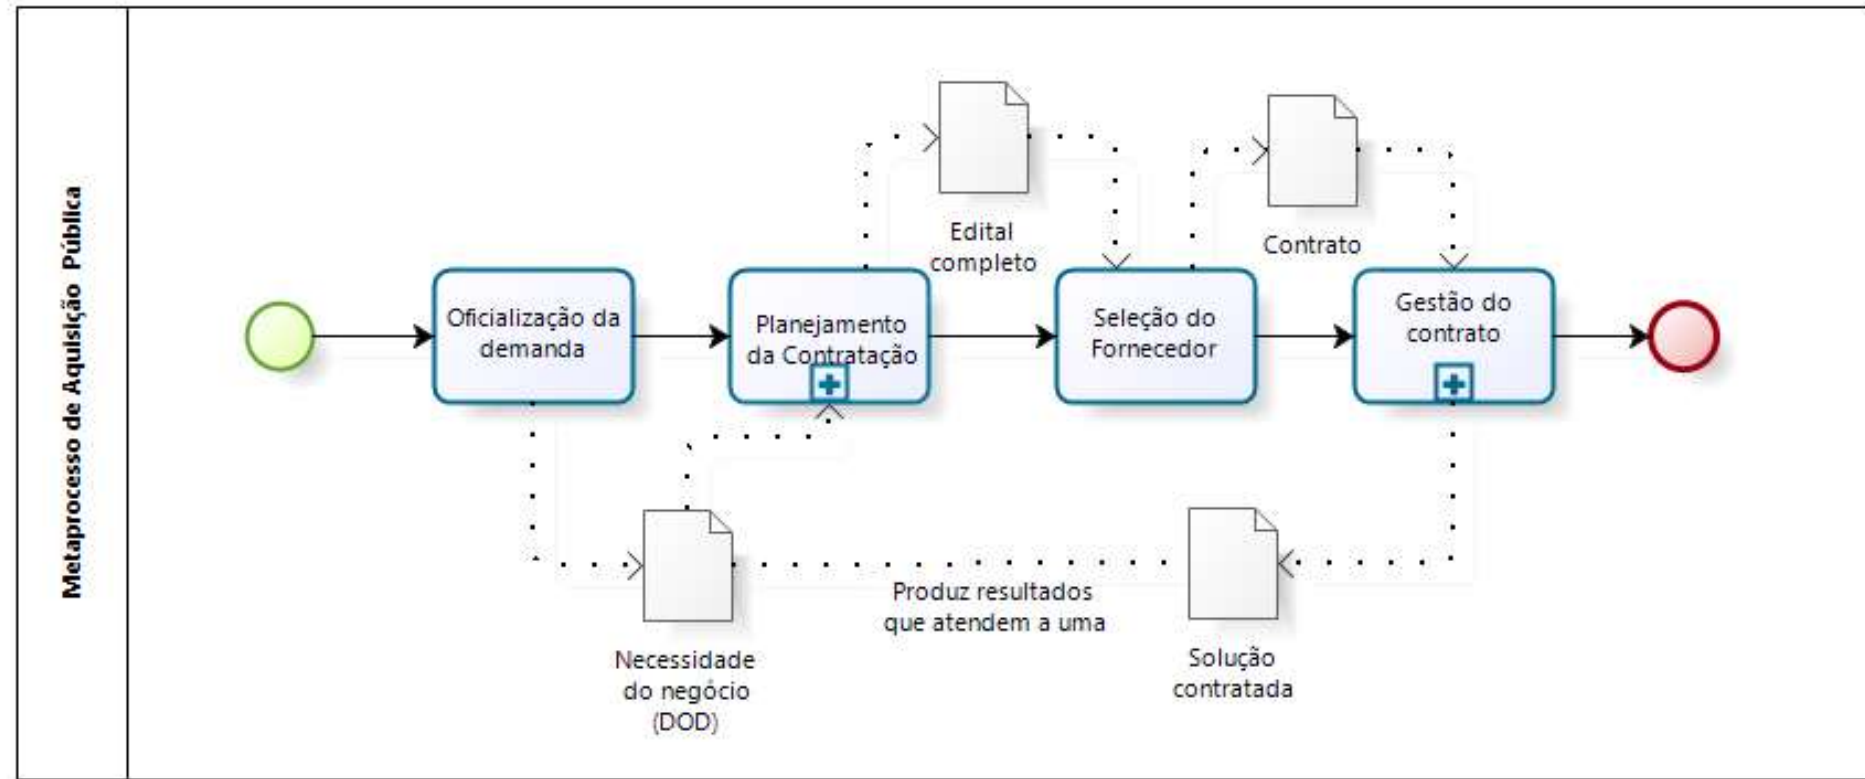 Metaprocesso de Aquisição Pública
Edital
completo
Contrato
Oficialização da
demanda
Planejamento
da Contratação
Seleção do
Fornecedor
Gestão do
contrato
Produz resultados
que atendem a uma
Necessidade
do negócio
(DOD)
Solução
contratada